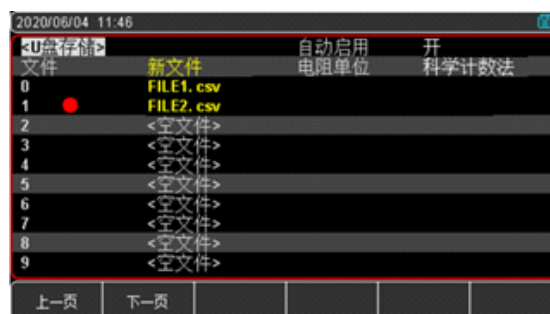 2020/06/04 11:46
<U盘存储> 自动启用 开
文件 新文件 电阻单位 科学计数法
0 FILE1.csv
1 FILE2.csv
2 <空文件>
3 <空文件>
4 <空文件>
5 <空文件>
6 <空文件>
7 <空文件>
8 <空文件>
9 <空文件>
上一页 下一页